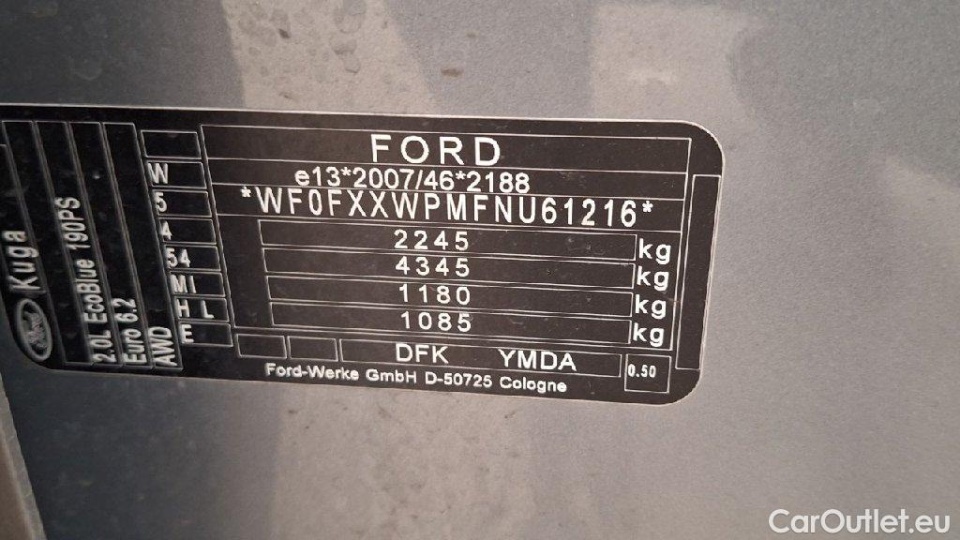 FORD
e13*2007/46*2188
*WF0FXXWPMFNU61216*
2245 kg
4345 kg
1180 kg
1085 kg
DFK YMDA
0.50
Ford-Werke GmbH D-50725 Cologne
W
5
4
54
MI
H L
E
Ford Kuga
2.0L EcoBlue 190PS
Euro 6.2
AWD
CarOutlet.eu